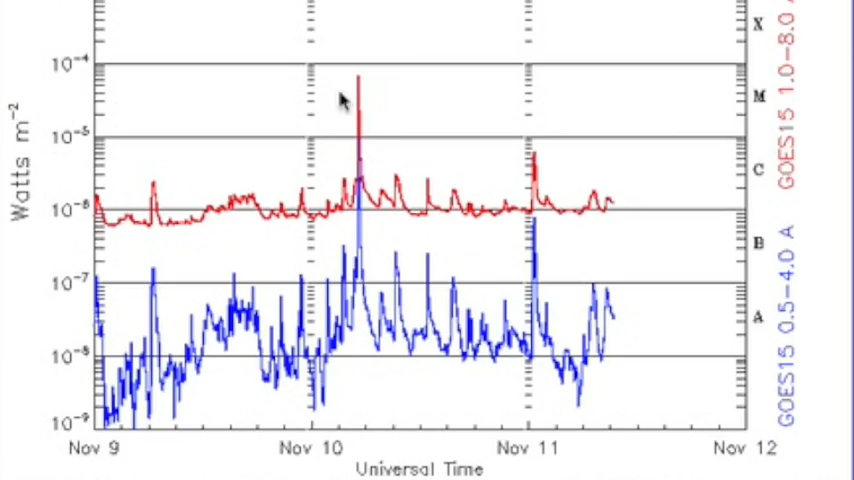 X
10⁻⁴
M
10⁻⁵
C
10⁻⁶
B
10⁻⁷
A
10⁻⁸
10⁻⁹
Watts m⁻²
Nov 9 Nov 10 Nov 11 Nov 12
Universal Time
GOES15 1.0−8.0 A
GOES15 0.5−4.0 A